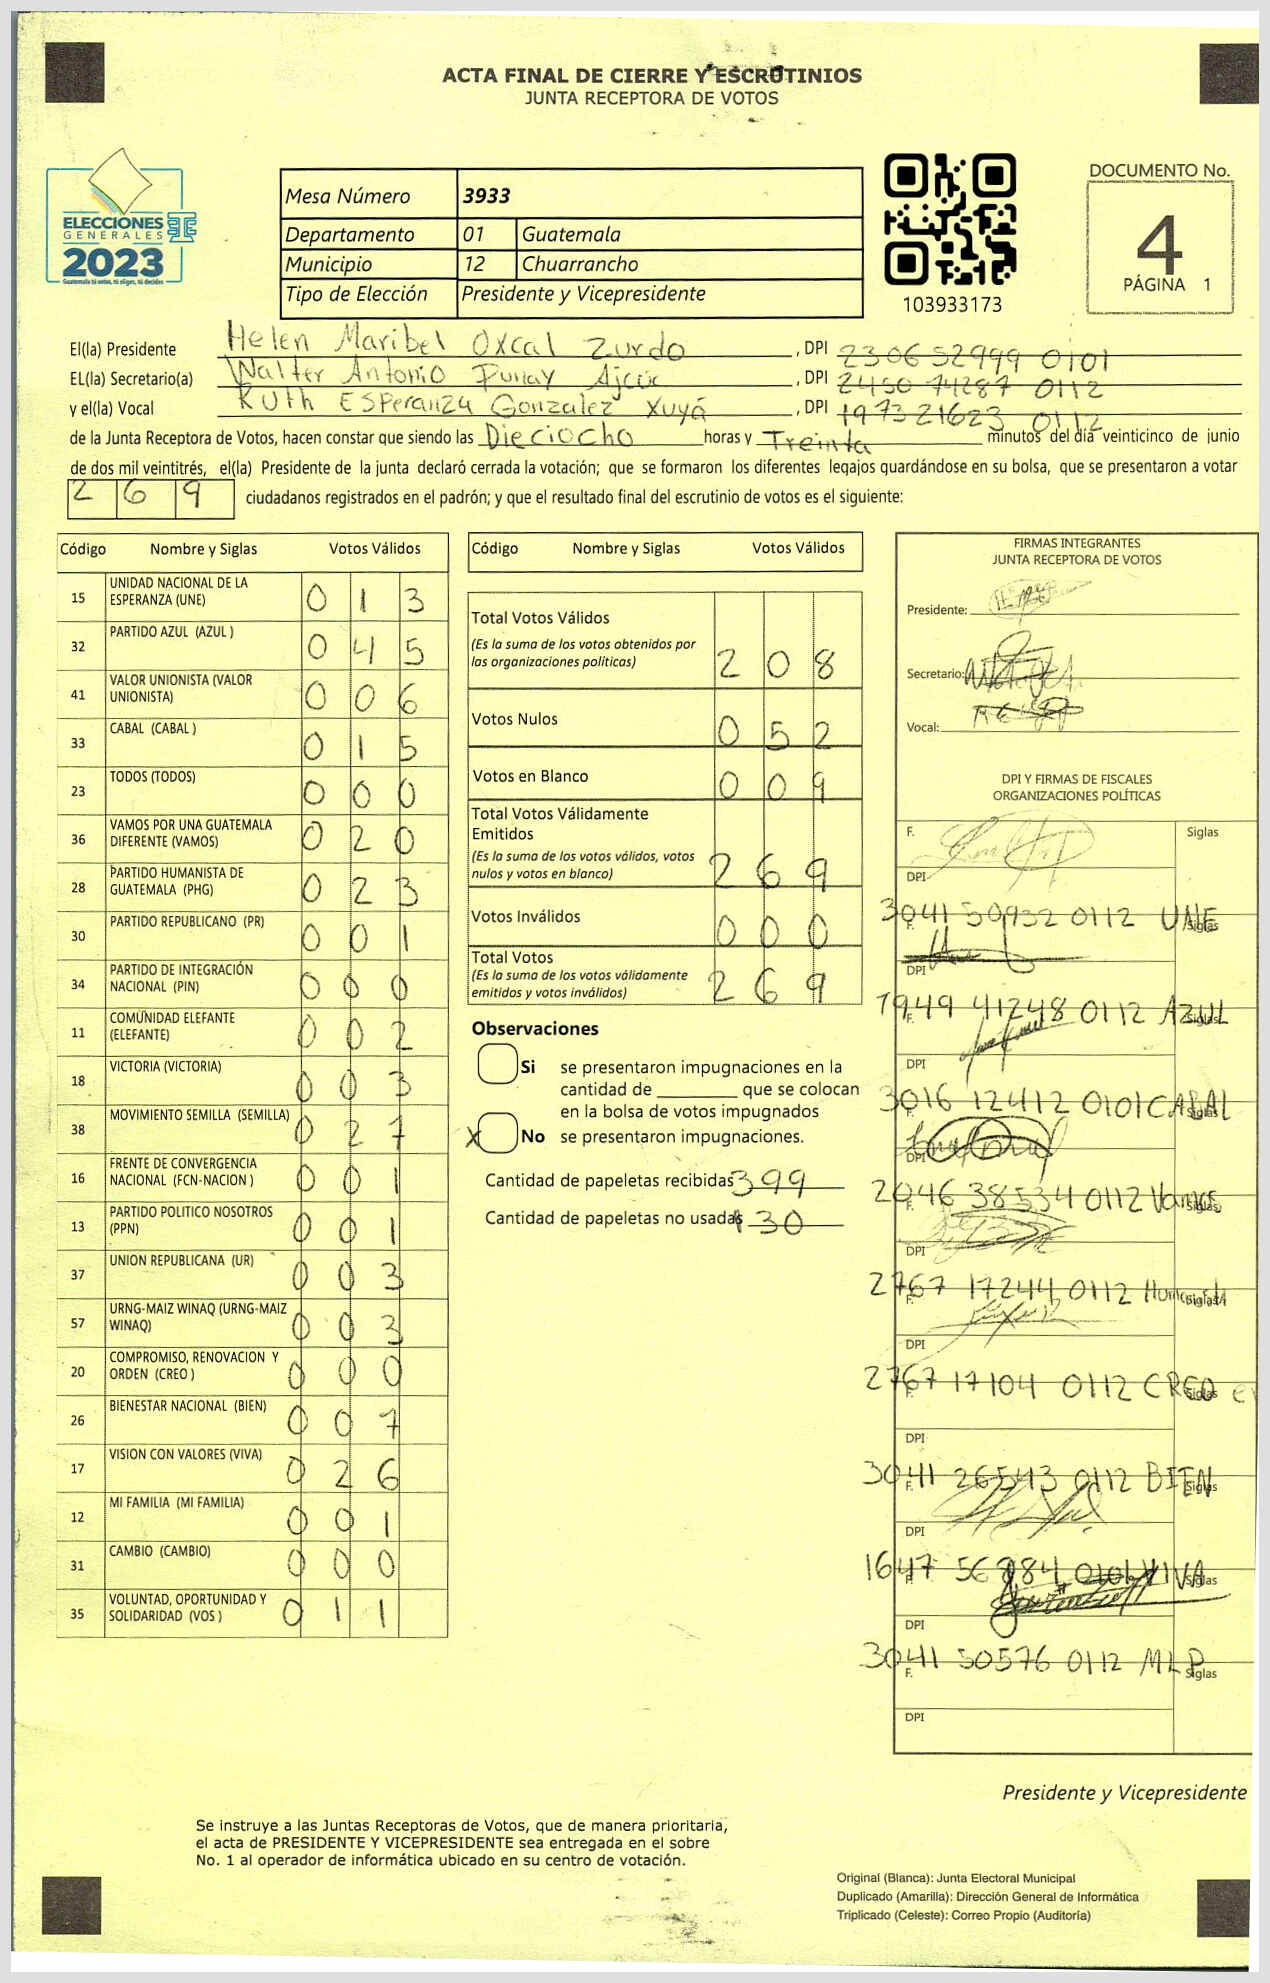 ACTA FINAL DE CIERRE Y ESCRUTINIOS
JUNTA RECEPTORA DE VOTOS
ELECCIONES
GENERALES
2023
Guatemala tú votas, tú eliges, tú decides
Mesa Número 3933
Departamento 01 Guatemala
Municipio 12 Chuarrancho
Tipo de Elección Presidente y Vicepresidente
103933173
DOCUMENTO No.
4
PÁGINA 1
El(la) Presidente Helen Maribel Oxcal Zurdo , DPI 2306 52999 0101
EL(la) Secretario(a) Walter Antonio Punay Ajcúc , DPI 2450 74287 0112
y el(la) Vocal Ruth Esperanza Gonzalez Xuyá , DPI 1973 21623 0112
de la Junta Receptora de Votos, hacen constar que siendo las Dieciocho horas y Treinta minutos del día veinticinco de junio
de dos mil veintitrés, el(la) Presidente de la junta declaró cerrada la votación; que se formaron los diferentes legajos guardándose en su bolsa, que se presentaron a votar
2 6 9 ciudadanos registrados en el padrón; y que el resultado final del escrutinio de votos es el siguiente:
Código Nombre y Siglas Votos Válidos
15 UNIDAD NACIONAL DE LA ESPERANZA (UNE) 0 1 3
32 PARTIDO AZUL (AZUL ) 0 4 5
41 VALOR UNIONISTA (VALOR UNIONISTA) 0 0 6
33 CABAL (CABAL ) 0 1 5
23 TODOS (TODOS) 0 0 0
36 VAMOS POR UNA GUATEMALA DIFERENTE (VAMOS) 0 2 0
28 PARTIDO HUMANISTA DE GUATEMALA (PHG) 0 2 3
30 PARTIDO REPUBLICANO (PR) 0 0 1
34 PARTIDO DE INTEGRACIÓN NACIONAL (PIN) 0 0 0
11 COMUNIDAD ELEFANTE (ELEFANTE) 0 0 2
18 VICTORIA (VICTORIA) 0 0 3
38 MOVIMIENTO SEMILLA (SEMILLA) 0 2 7
16 FRENTE DE CONVERGENCIA NACIONAL (FCN-NACION ) 0 0 1
13 PARTIDO POLITICO NOSOTROS (PPN) 0 0 1
37 UNION REPUBLICANA (UR) 0 0 3
57 URNG-MAIZ WINAQ (URNG-MAIZ WINAQ) 0 0 3
20 COMPROMISO, RENOVACION Y ORDEN (CREO ) 0 0 0
26 BIENESTAR NACIONAL (BIEN) 0 0 7
17 VISION CON VALORES (VIVA) 0 2 6
12 MI FAMILIA (MI FAMILIA) 0 0 1
31 CAMBIO (CAMBIO) 0 0 0
35 VOLUNTAD, OPORTUNIDAD Y SOLIDARIDAD (VOS ) 0 1 1
Código Nombre y Siglas Votos Válidos
Total Votos Válidos
(Es la suma de los votos obtenidos por
las organizaciones políticas) 2 0 8
Votos Nulos 0 5 2
Votos en Blanco 0 0 9
Total Votos Válidamente
Emitidos
(Es la suma de los votos válidos, votos
nulos y votos en blanco) 2 6 9
Votos Inválidos 0 0 0
Total Votos
(Es la suma de los votos válidamente
emitidos y votos inválidos) 2 6 9
Observaciones
Si se presentaron impugnaciones en la
cantidad de ________ que se colocan
en la bolsa de votos impugnados
X No se presentaron impugnaciones.
Cantidad de papeletas recibidas 399
Cantidad de papeletas no usadas 130
FIRMAS INTEGRANTES
JUNTA RECEPTORA DE VOTOS
Presidente:
Secretario:
Vocal:
DPI Y FIRMAS DE FISCALES
ORGANIZACIONES POLÍTICAS
F. Siglas
DPI
3041 50932 0112 UNE
F. Siglas
DPI
1949 41248 0112 AZUL
F. Siglas
DPI
3016 12412 0101 CABAL
F. Siglas
DPI
2046 38534 0112 Vamos
F. Siglas
DPI
2767 17244 0112
F. Siglas
DPI
2767 17104 0112 CREO
F. Siglas
DPI
3041 26543 0112 BIEN
F. Siglas
DPI
1647 56884 0101 VIVA
F. Siglas
DPI
3041 50576 0112 MLP
F. Siglas
DPI
Presidente y Vicepresidente
Se instruye a las Juntas Receptoras de Votos, que de manera prioritaria,
el acta de PRESIDENTE Y VICEPRESIDENTE sea entregada en el sobre
No. 1 al operador de informática ubicado en su centro de votación.
Original (Blanca): Junta Electoral Municipal
Duplicado (Amarilla): Dirección General de Informática
Triplicado (Celeste): Correo Propio (Auditoría)